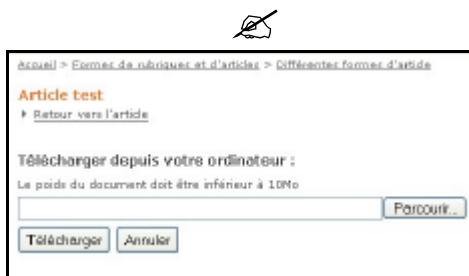 Accueil > Formes de rubriques et d'articles > Différentes formes d'article
Article test
Retour vers l'article
Télécharger depuis votre ordinateur :
Le poids du document doit être inférieur à 10Mo
Parcourir...
Télécharger Annuler